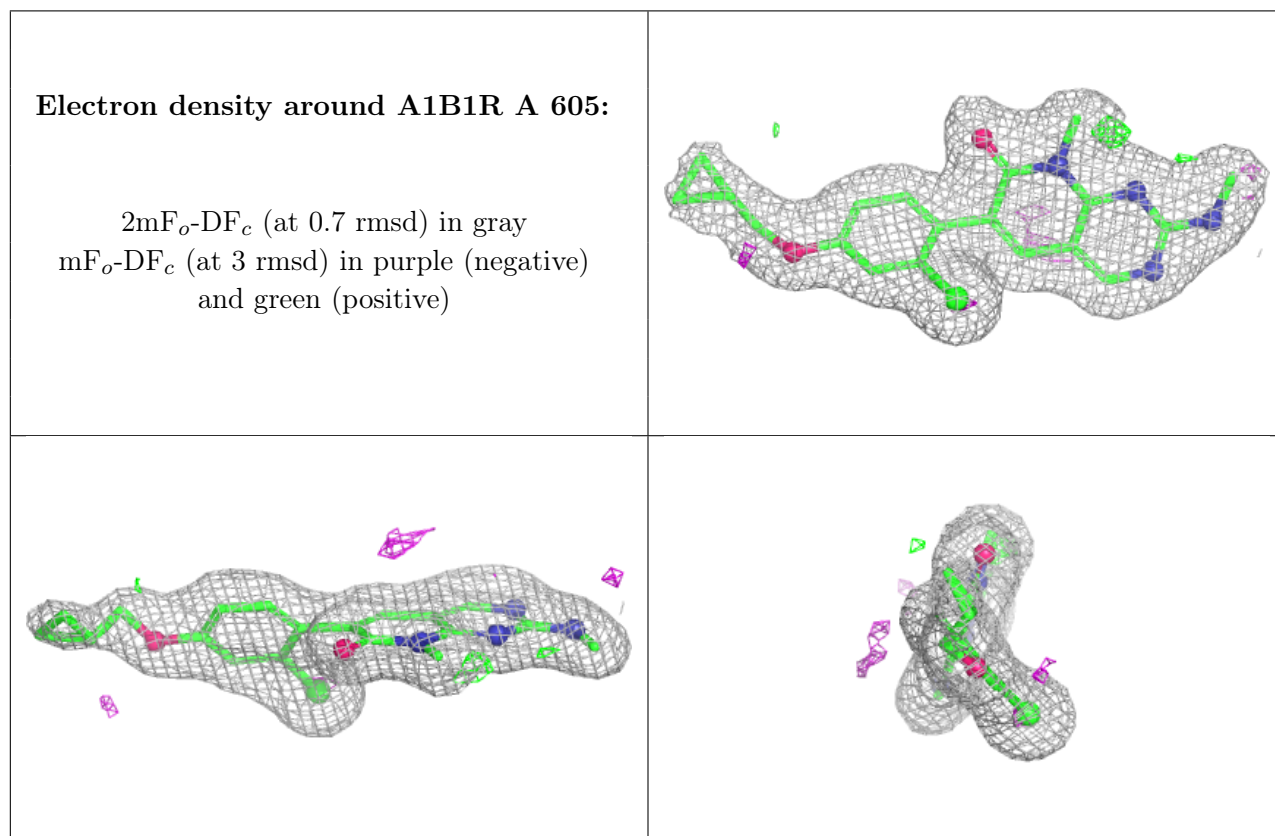 Electron density around A1B1R A 605:
2mFo-DFc (at 0.7 rmsd) in gray
mFo-DFc (at 3 rmsd) in purple (negative)
and green (positive)